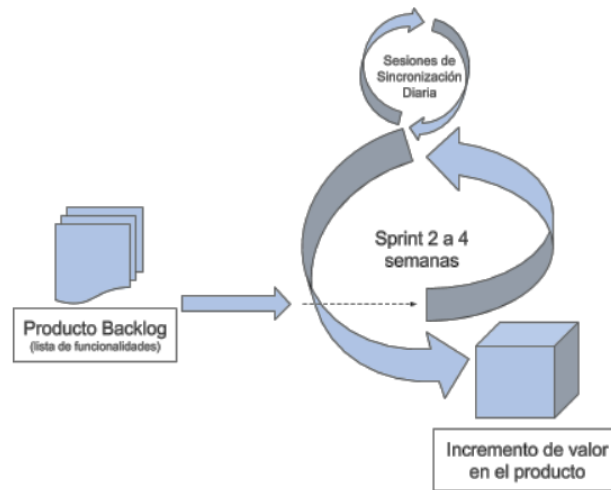 Sesiones de
Sincronización
Diaria
Sprint 2 a 4
semanas
Producto Backlog
(lista de funcionalidades)
Incremento de valor
en el producto